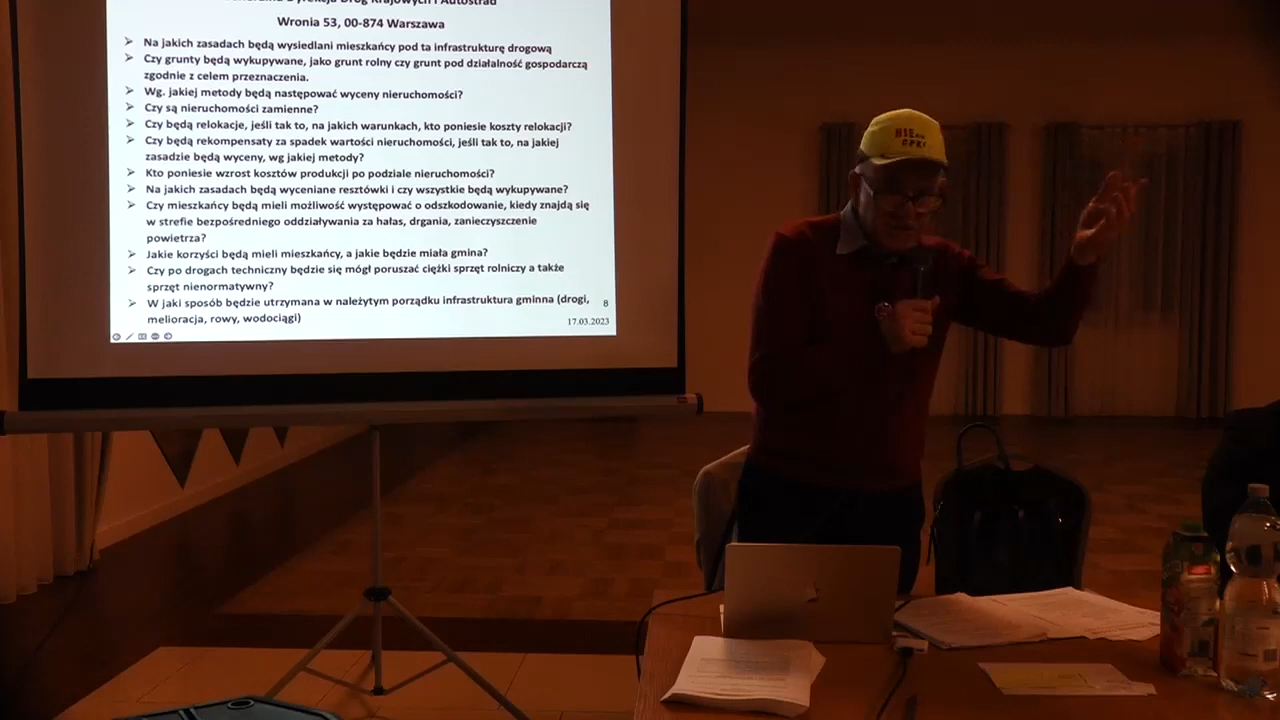 Generalna Dyrekcja Dróg Krajowych i Autostrad
Wronia 53, 00-874 Warszawa
Na jakich zasadach będą wysiedlani mieszkańcy pod ta infrastrukturę drogową
Czy grunty będą wykupywane, jako grunt rolny czy grunt pod działalność gospodarczą
zgodnie z celem przeznaczenia.
Wg. jakiej metody będą następować wyceny nieruchomości?
Czy są nieruchomości zamienne?
Czy będą relokacje, jeśli tak to, na jakich warunkach, kto poniesie koszty relokacji?
Czy będą rekompensaty za spadek wartości nieruchomości, jeśli tak to, na jakiej
zasadzie będą wyceny, wg jakiej metody?
Kto poniesie wzrost kosztów produkcji po podziale nieruchomości?
Na jakich zasadach będą wyceniane resztówki i czy wszystkie będą wykupywane?
Czy mieszkańcy będą mieli możliwość występować o odszkodowanie, kiedy znajdą się
w strefie bezpośredniego oddziaływania za hałas, drgania, zanieczyszczenie
powietrza?
Jakie korzyści będą mieli mieszkańcy, a jakie będzie miała gmina?
Czy po drogach techniczny będzie się mógł poruszać ciężki sprzęt rolniczy a także
sprzęt nienormatywny?
W jaki sposób będzie utrzymana w należytym porządku infrastruktura gminna (drogi,
melioracja, rowy, wodociągi)
8
17.03.2023
NIE